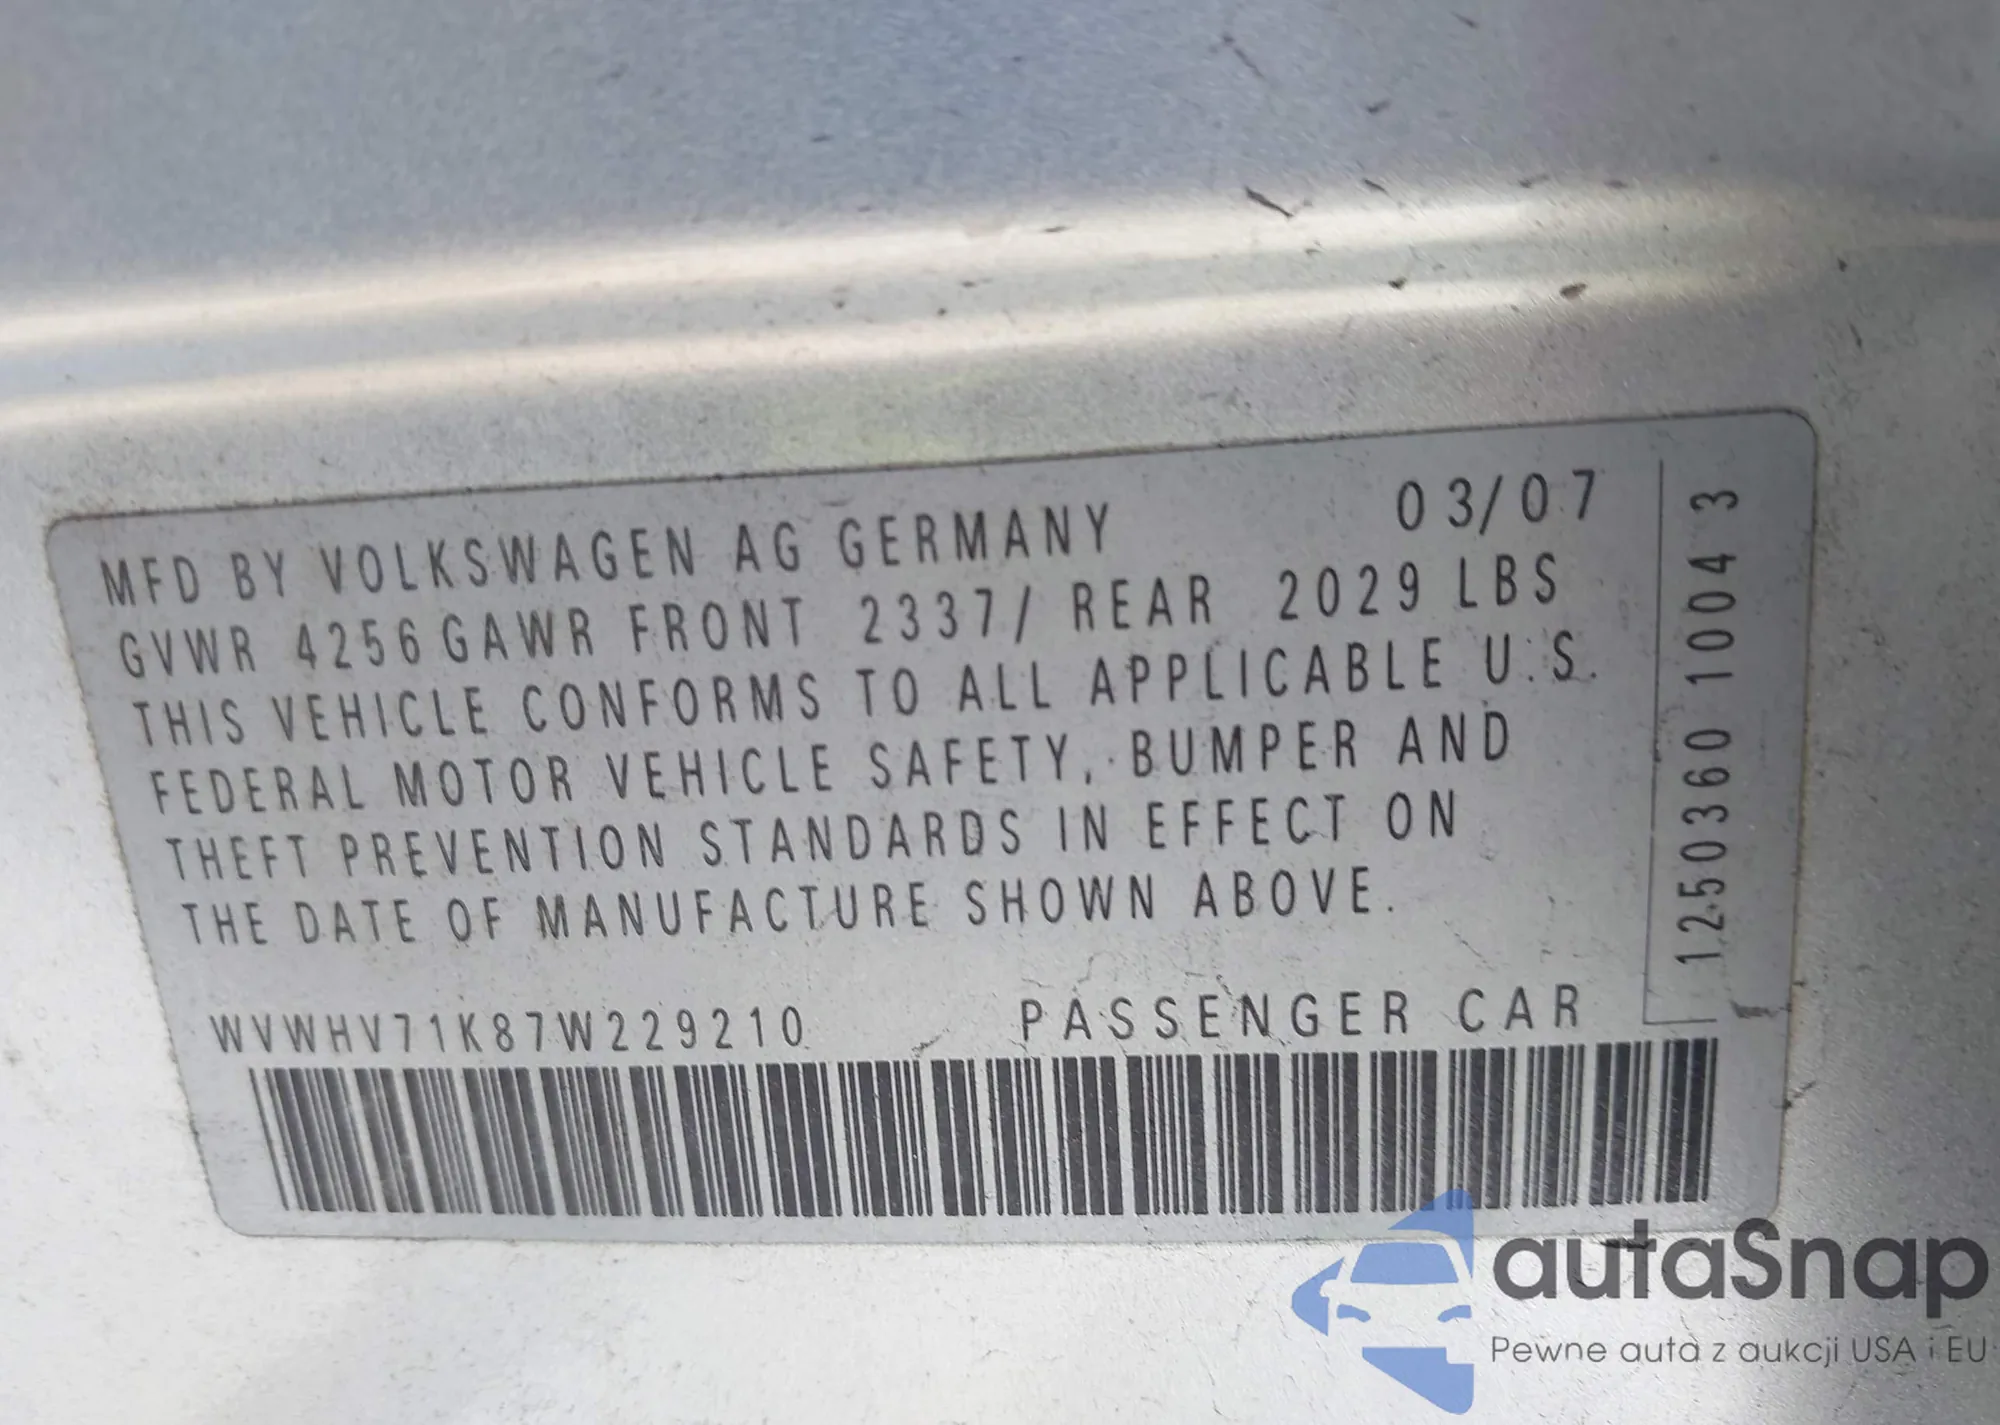 MFD BY VOLKSWAGEN AG GERMANY 03/07
GVWR 4256 GAWR FRONT 2337/ REAR 2029 LBS
THIS VEHICLE CONFORMS TO ALL APPLICABLE U.S.
FEDERAL MOTOR VEHICLE SAFETY, BUMPER AND
THEFT PREVENTION STANDARDS IN EFFECT ON
THE DATE OF MANUFACTURE SHOWN ABOVE.
WVWHV71K87W229210 PASSENGER CAR
1250360 1004 3
autaSnap
Pewne auta z aukcji USA i EU